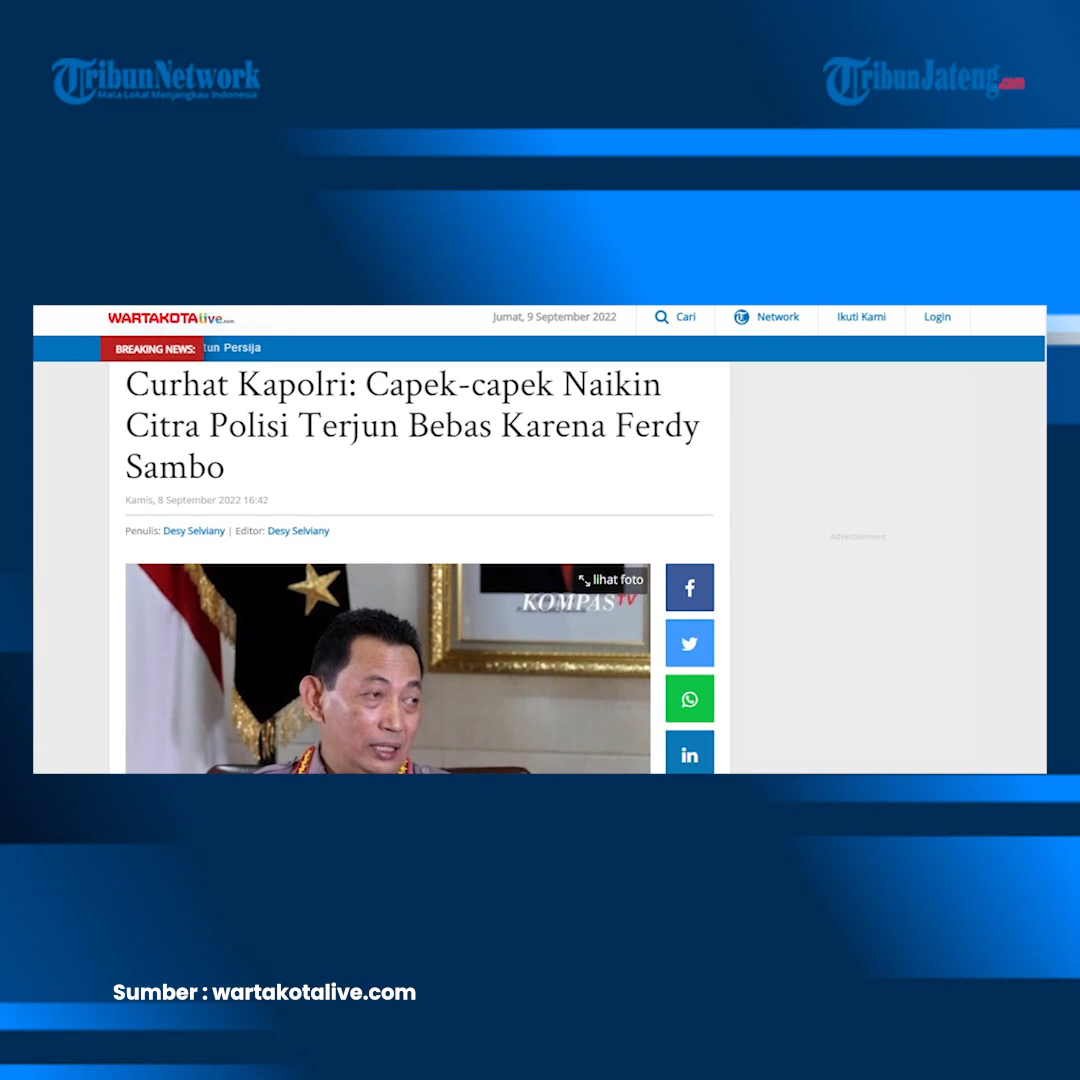 TribunNetwork
Mata Lokal Menjangkau Indonesia
TribunJateng.com
WARTAKOTAlive.com
Jumat, 9 September 2022
Cari
Network
Ikuti Kami
Login
BREAKING NEWS:
tun Persija
Curhat Kapolri: Capek-capek Naikin
Citra Polisi Terjun Bebas Karena Ferdy
Sambo
Kamis, 8 September 2022 16:42
Penulis: Desy Selviany | Editor: Desy Selviany
lihat foto
KOMPAS TV
Advertisement
Sumber : wartakotalive.com